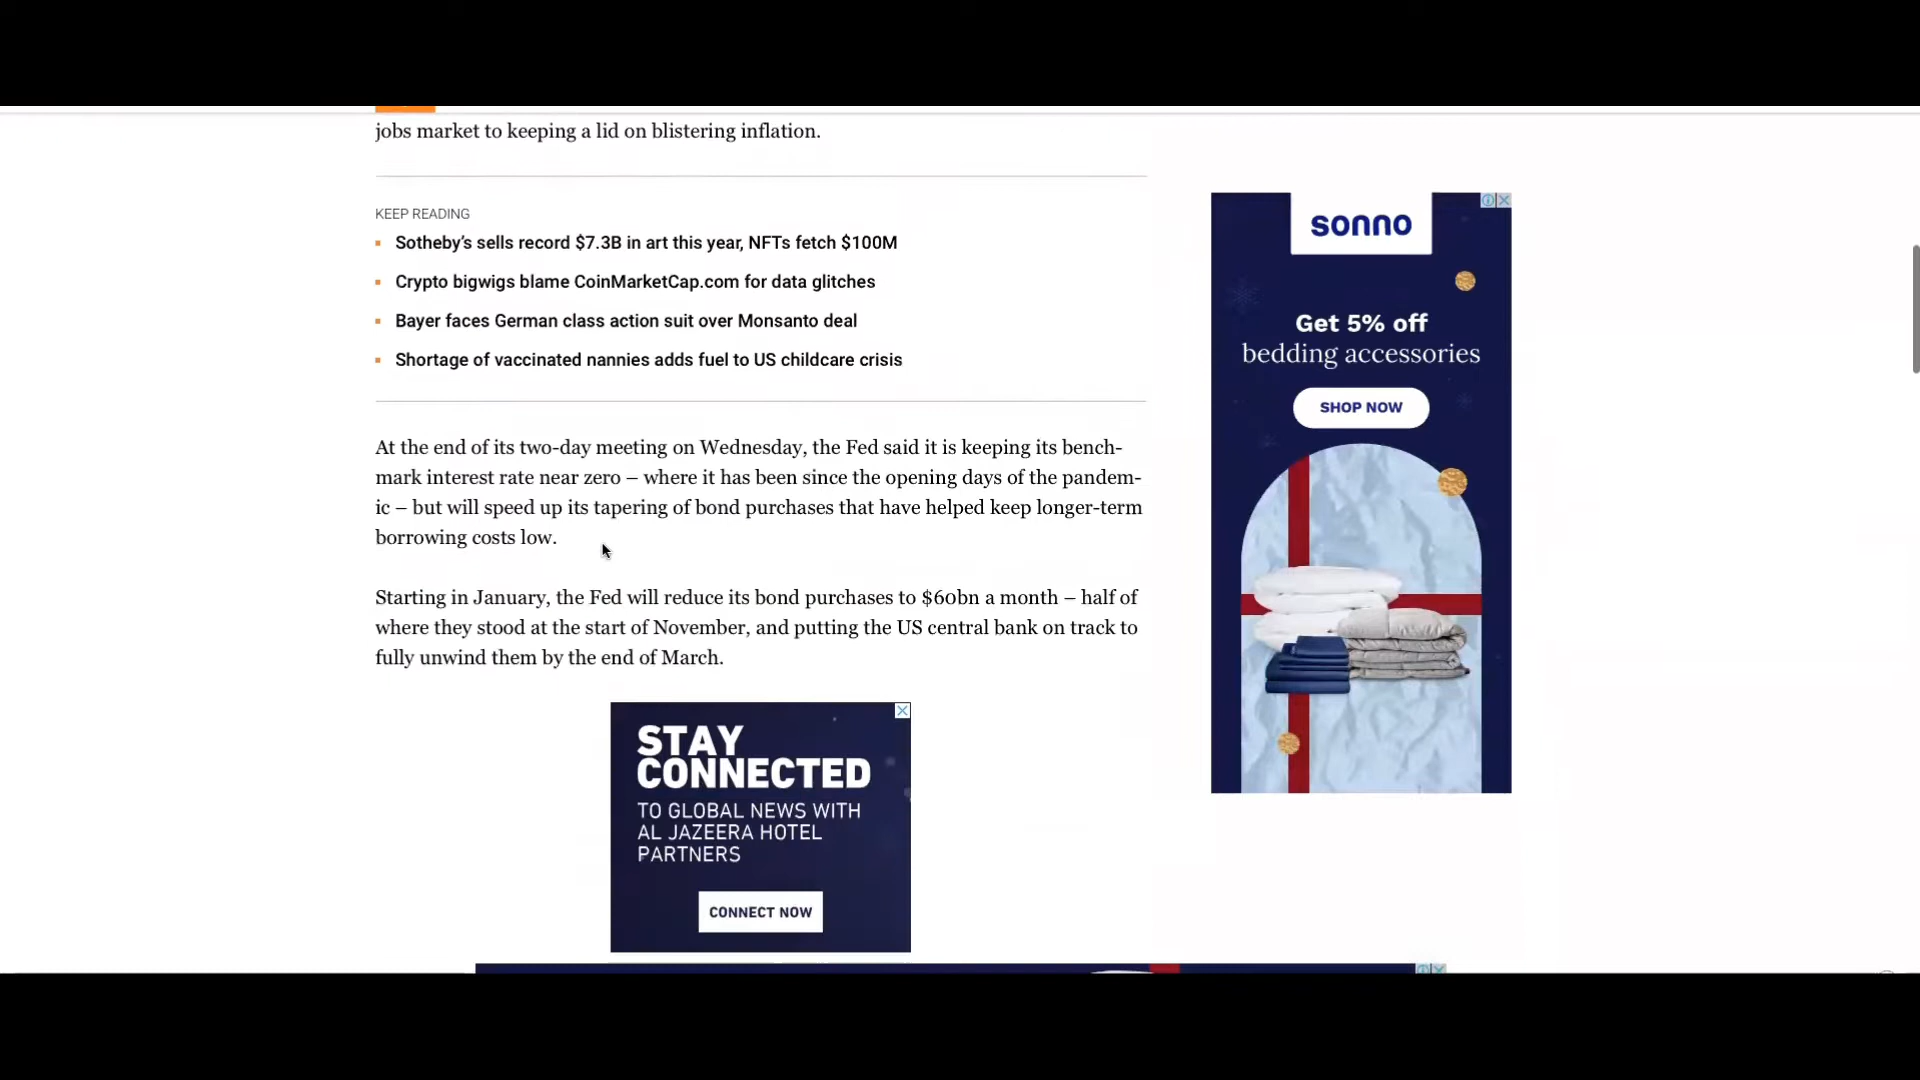 jobs market to keeping a lid on blistering inflation.
KEEP READING
Sotheby's sells record $7.3B in art this year, NFTs fetch $100M
Crypto bigwigs blame CoinMarketCap.com for data glitches
Bayer faces German class action suit over Monsanto deal
Shortage of vaccinated nannies adds fuel to US childcare crisis
At the end of its two-day meeting on Wednesday, the Fed said it is keeping its bench-
mark interest rate near zero – where it has been since the opening days of the pandem-
ic – but will speed up its tapering of bond purchases that have helped keep longer-term
borrowing costs low.
Starting in January, the Fed will reduce its bond purchases to $60bn a month – half of
where they stood at the start of November, and putting the US central bank on track to
fully unwind them by the end of March.
STAY
CONNECTED
TO GLOBAL NEWS WITH
AL JAZEERA HOTEL
PARTNERS
CONNECT NOW
sonno
Get 5% off
bedding accessories
SHOP NOW